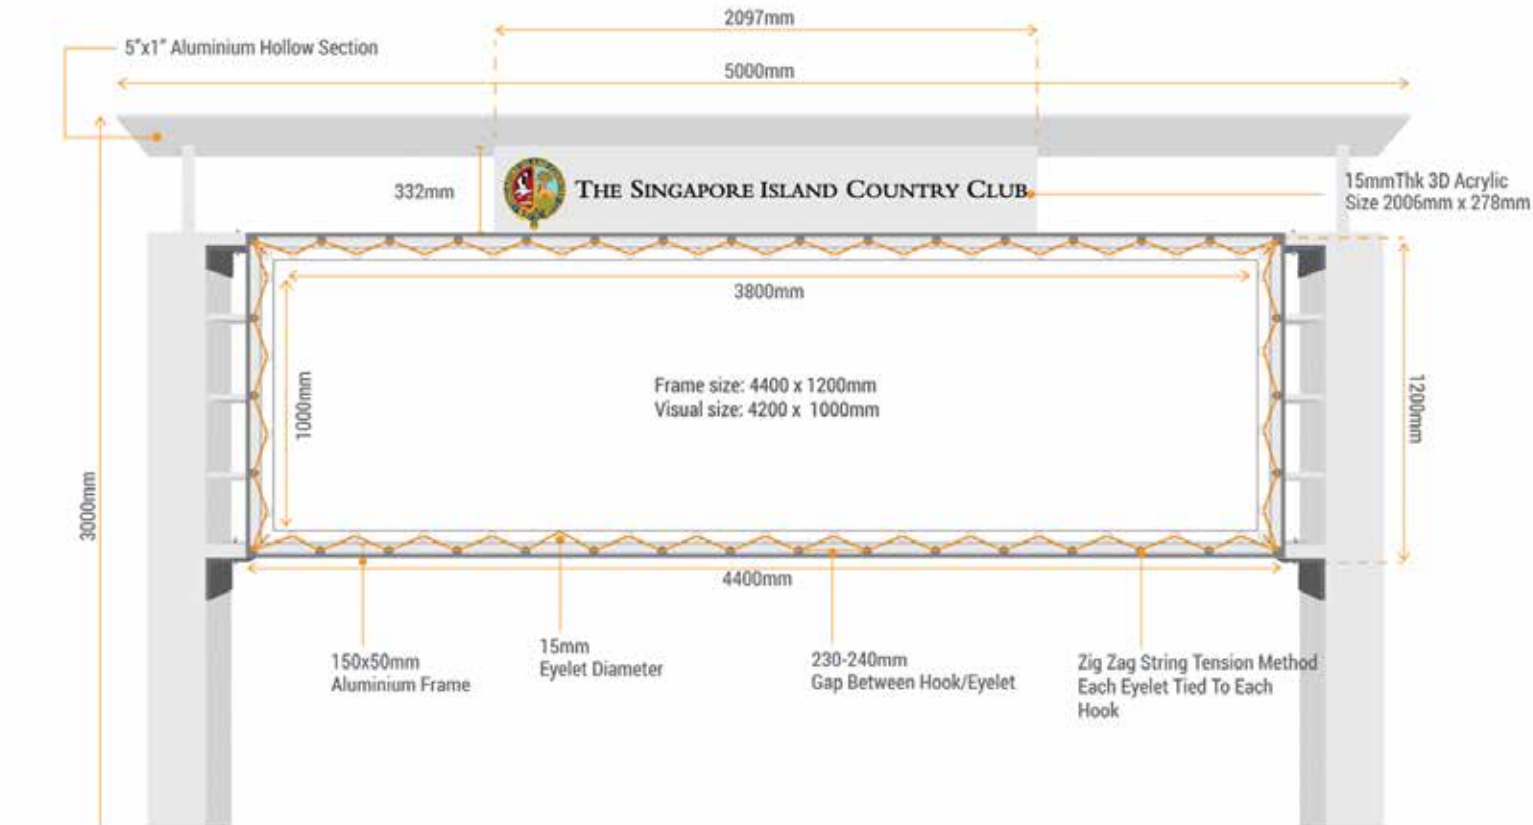 2097mm
5"x1" Aluminium Hollow Section
5000mm
332mm
THE SINGAPORE ISLAND COUNTRY CLUB
15mmThk 3D Acrylic
Size 2006mm x 278mm
3800mm
1000mm
Frame size: 4400 x 1200mm
Visual size: 4200 x 1000mm
1200mm
3000mm
4400mm
150x50mm
Aluminium Frame
15mm
Eyelet Diameter
230-240mm
Gap Between Hook/Eyelet
Zig Zag String Tension Method
Each Eyelet Tied To Each
Hook